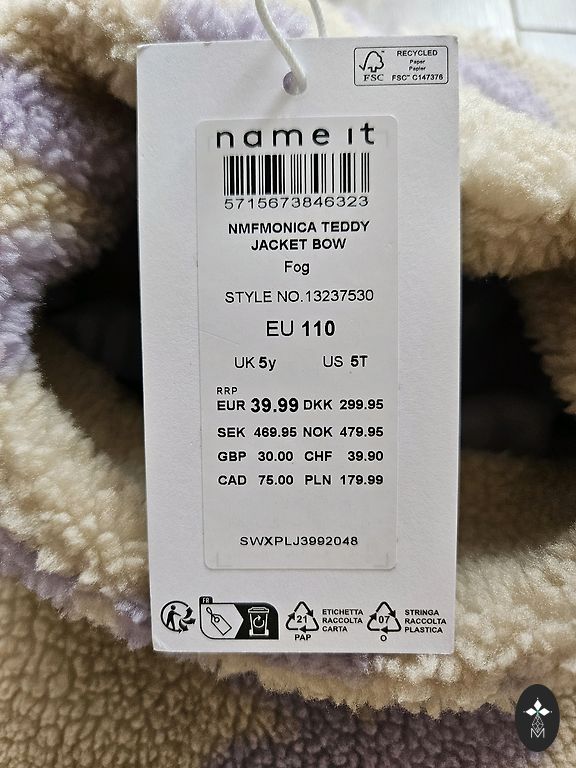 RECYCLED
Paper
Papier
FSC
FSC™ C147376
name it
5715673846323
NMFMONICA TEDDY
JACKET BOW
Fog
STYLE NO.13237530
EU 110
UK 5y US 5T
RRP
EUR 39.99 DKK 299.95
SEK 469.95 NOK 479.95
GBP 30.00 CHF 39.90
CAD 75.00 PLN 179.99
SWXPLJ3992048
FR
21
PAP
ETICHETTA
RACCOLTA
CARTA
07
O
STRINGA
RACCOLTA
PLASTICA
M